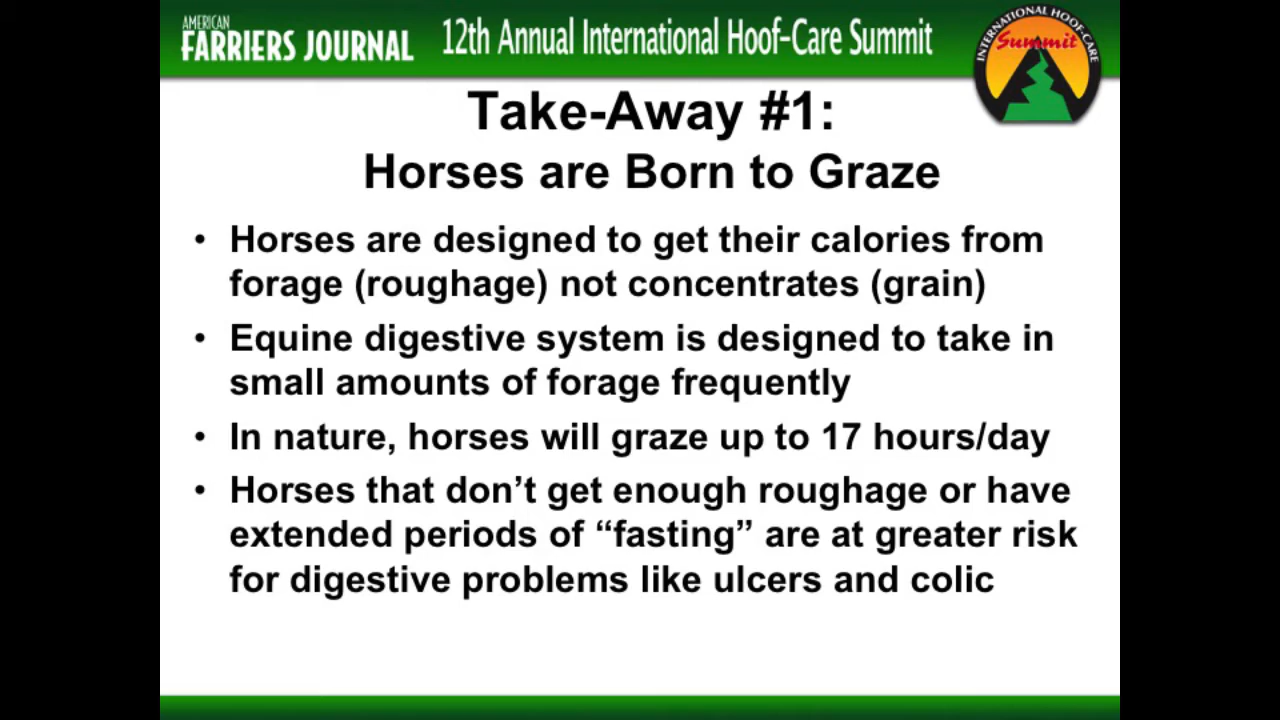 AMERICAN
FARRIERS JOURNAL
12th Annual International Hoof-Care Summit
INTERNATIONAL HOOF-CARE
Summit
Take-Away #1:
Horses are Born to Graze
• Horses are designed to get their calories from
forage (roughage) not concentrates (grain)
• Equine digestive system is designed to take in
small amounts of forage frequently
• In nature, horses will graze up to 17 hours/day
• Horses that don’t get enough roughage or have
extended periods of “fasting” are at greater risk
for digestive problems like ulcers and colic